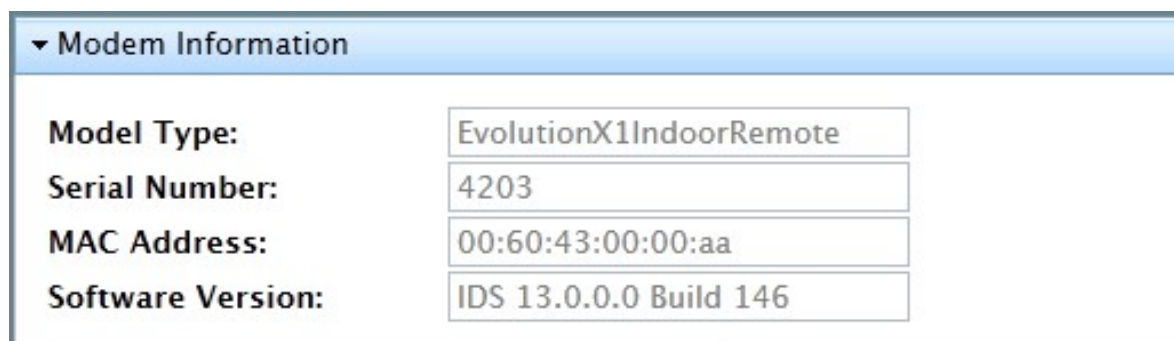 Modem Information
Model Type: EvolutionX1IndoorRemote
Serial Number: 4203
MAC Address: 00:60:43:00:00:aa
Software Version: IDS 13.0.0.0 Build 146